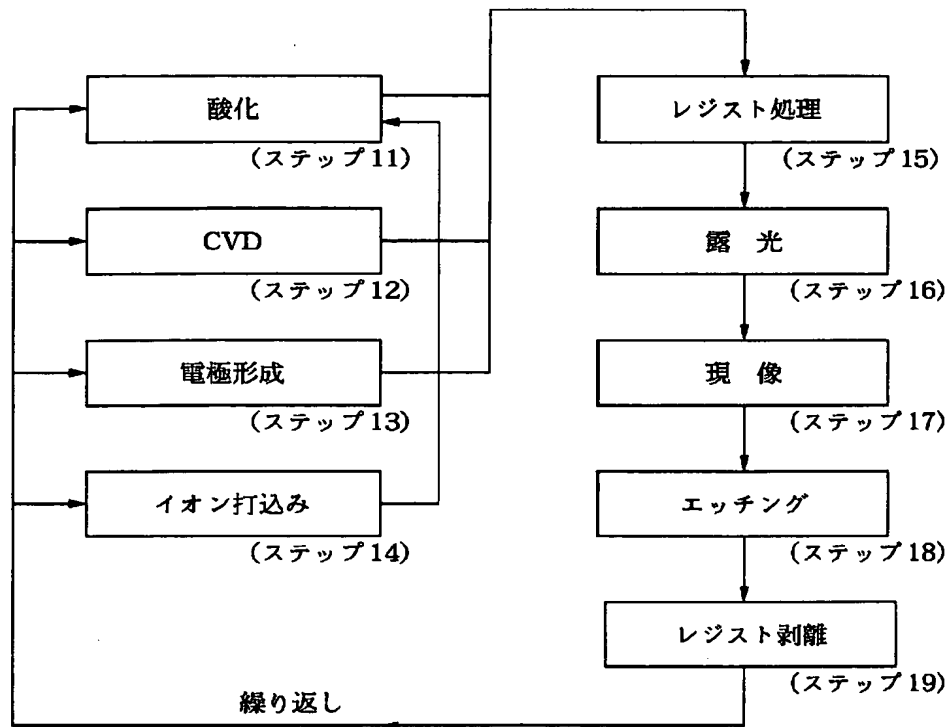 酸化
(ステップ11)
CVD
(ステップ12)
電極形成
(ステップ13)
イオン打込み
(ステップ14)
レジスト処理
(ステップ15)
露 光
(ステップ16)
現 像
(ステップ17)
エッチング
(ステップ18)
レジスト剥離
(ステップ19)
繰り返し